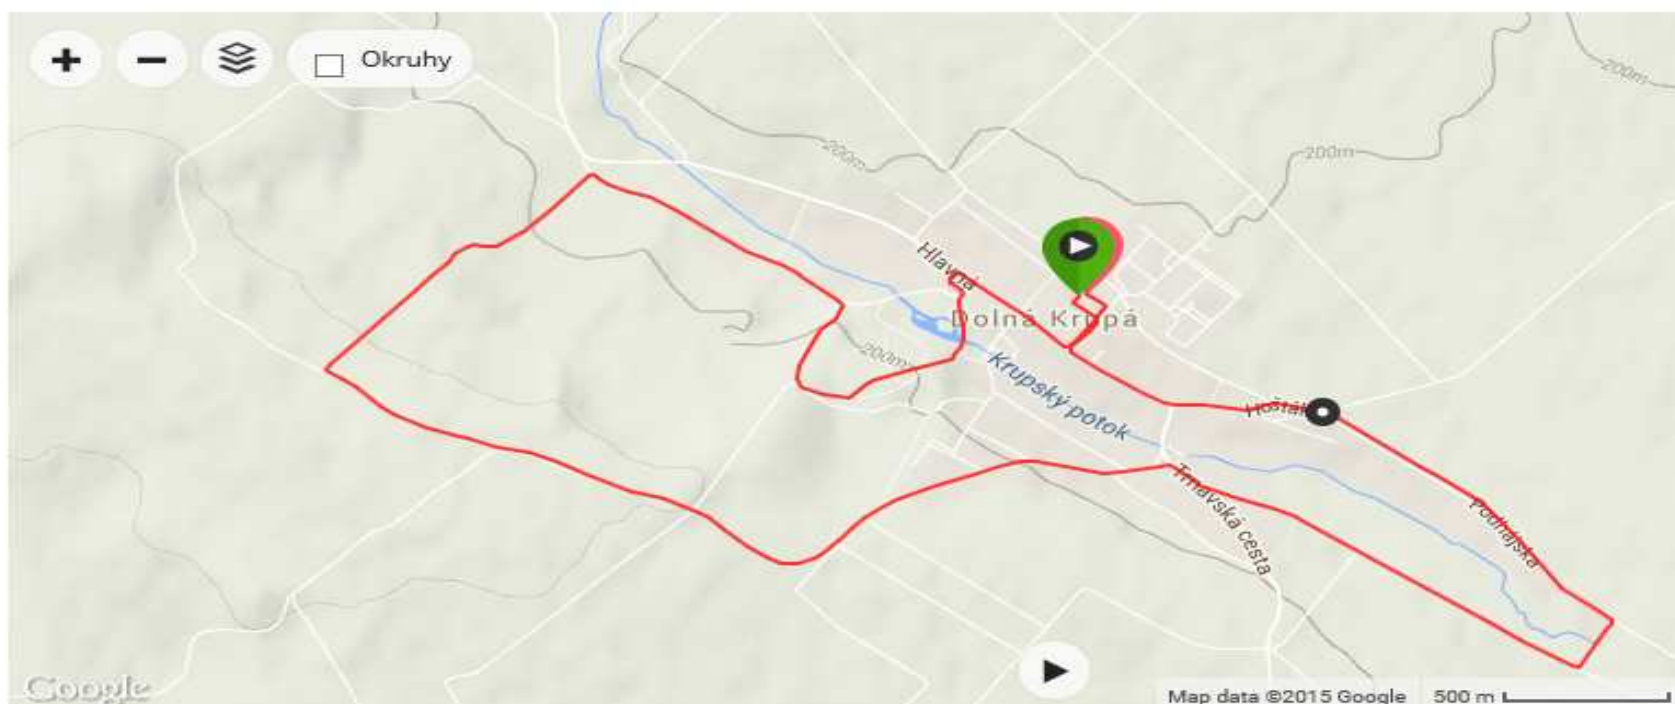 Okruhy
200m
200m
200m
Hlavná
Dolná Krupá
200m
Krupský potok
Trnavská cesta
Podhájska
Google
Map data ©2015 Google
500 m